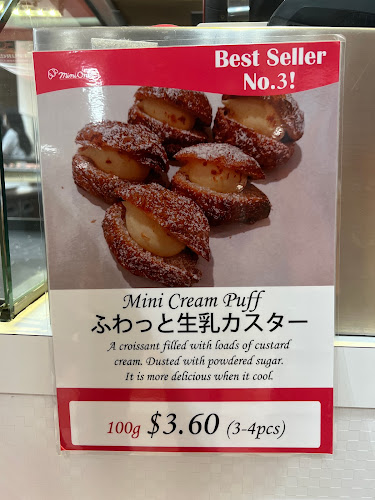 Best Seller
No.3!
Mini One
Mini Cream Puff
ふわっと生乳カスター
A croissant filled with loads of custard
cream. Dusted with powdered sugar.
It is more delicious when it cool.
100g $3.60 (3-4pcs)